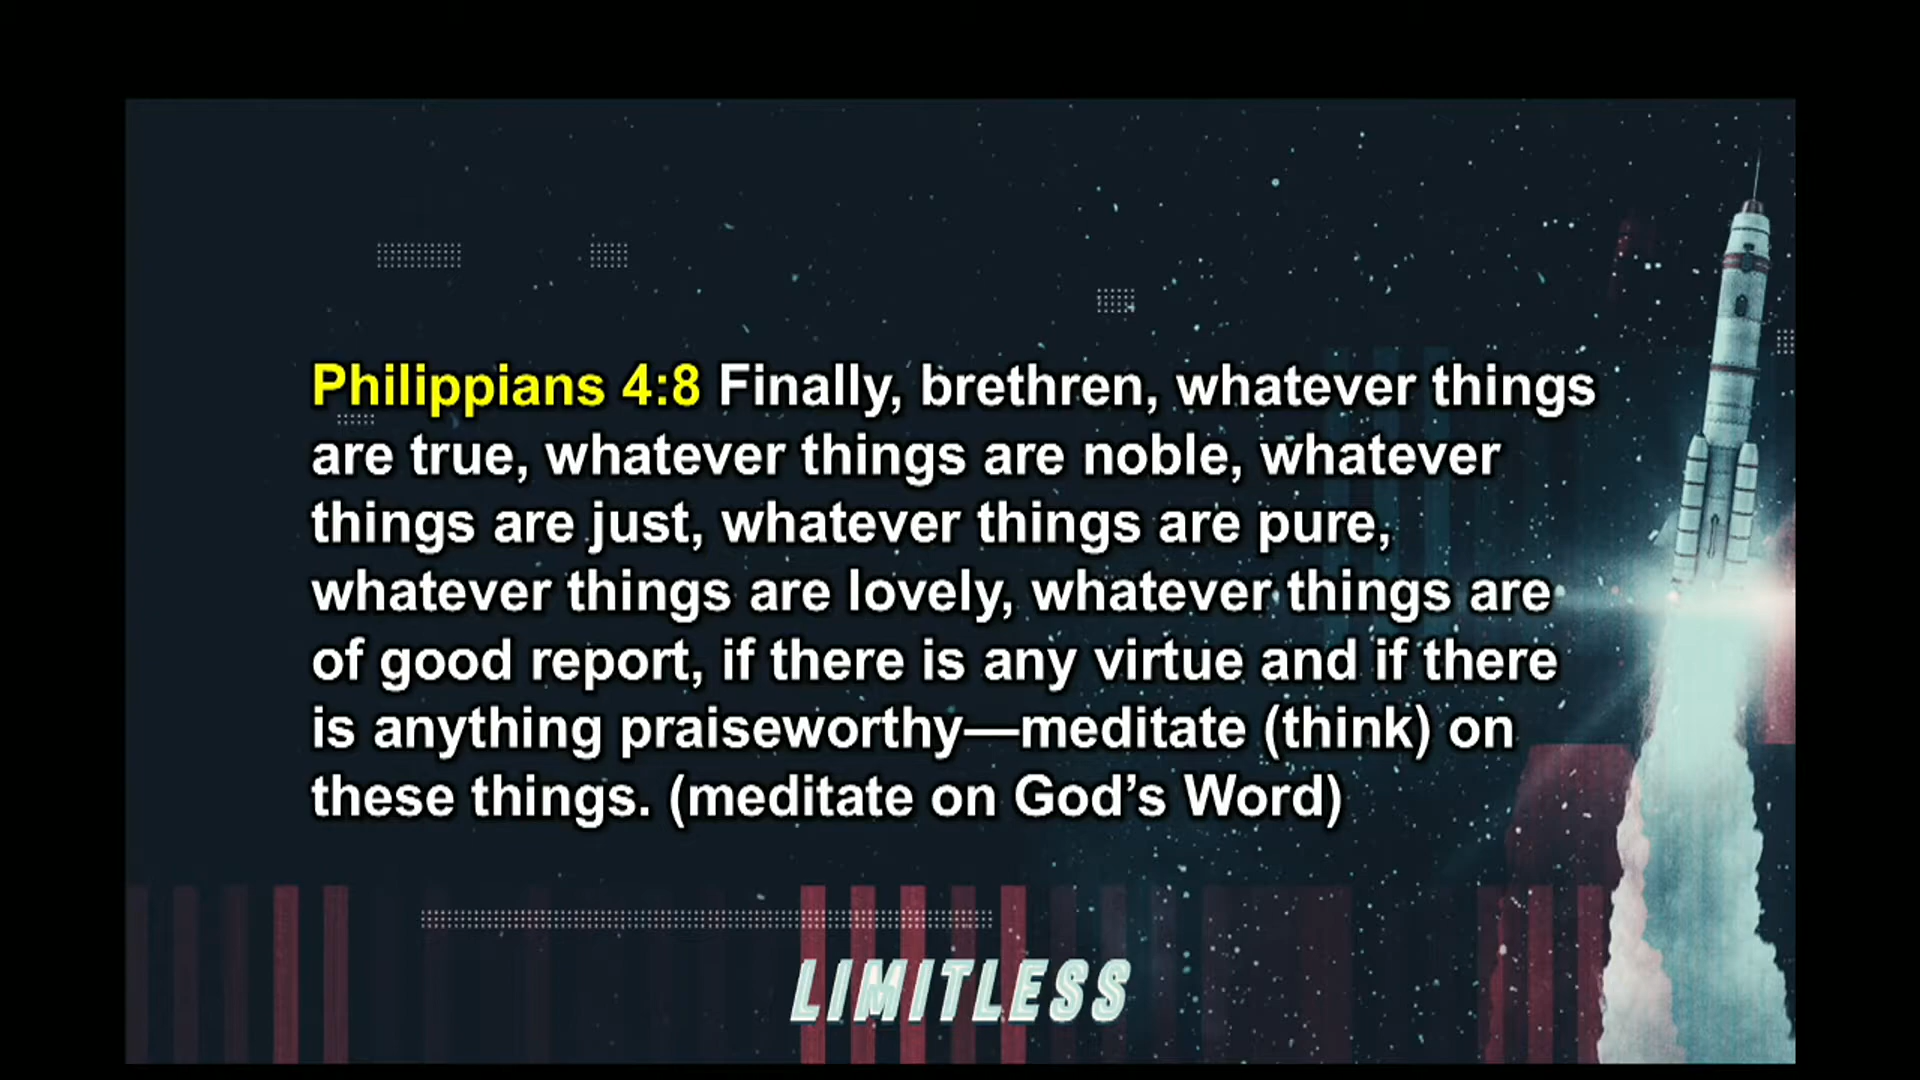 Philippians 4:8 Finally, brethren, whatever things
are true, whatever things are noble, whatever
things are just, whatever things are pure,
whatever things are lovely, whatever things are
of good report, if there is any virtue and if there
is anything praiseworthy—meditate (think) on
these things. (meditate on God’s Word)
LIMITLESS